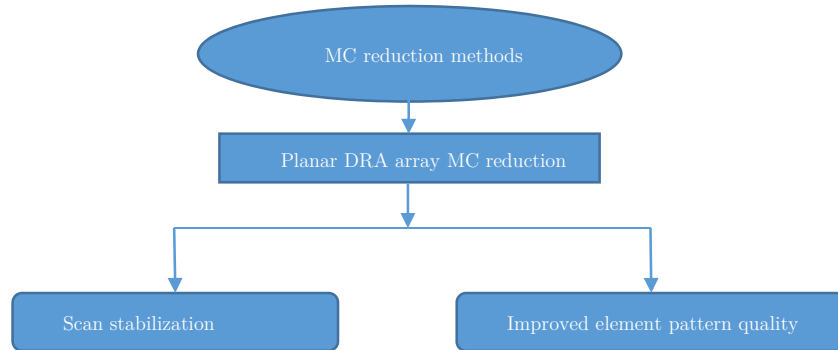 MC reduction methods
Planar DRA array MC reduction
Scan stabilization
Improved element pattern quality